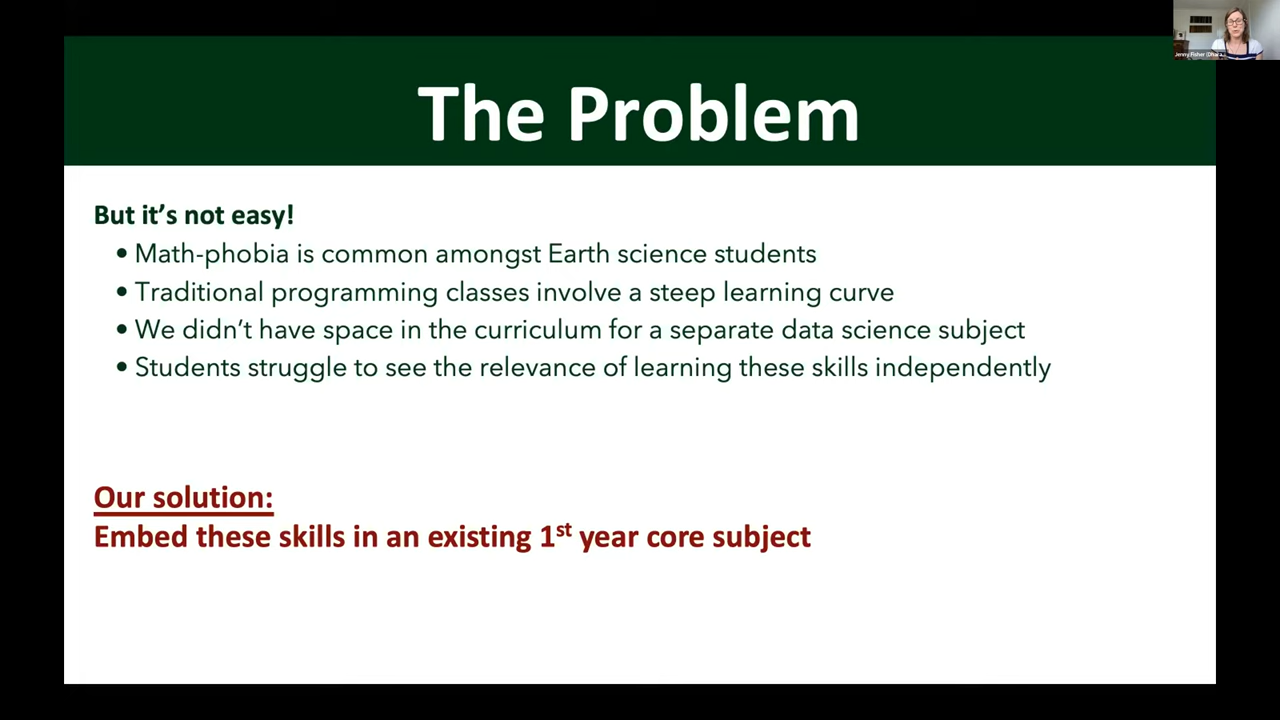 Jenny Fisher
The Problem
But it’s not easy!
• Math-phobia is common amongst Earth science students
• Traditional programming classes involve a steep learning curve
• We didn’t have space in the curriculum for a separate data science subject
• Students struggle to see the relevance of learning these skills independently
Our solution:
Embed these skills in an existing 1st year core subject